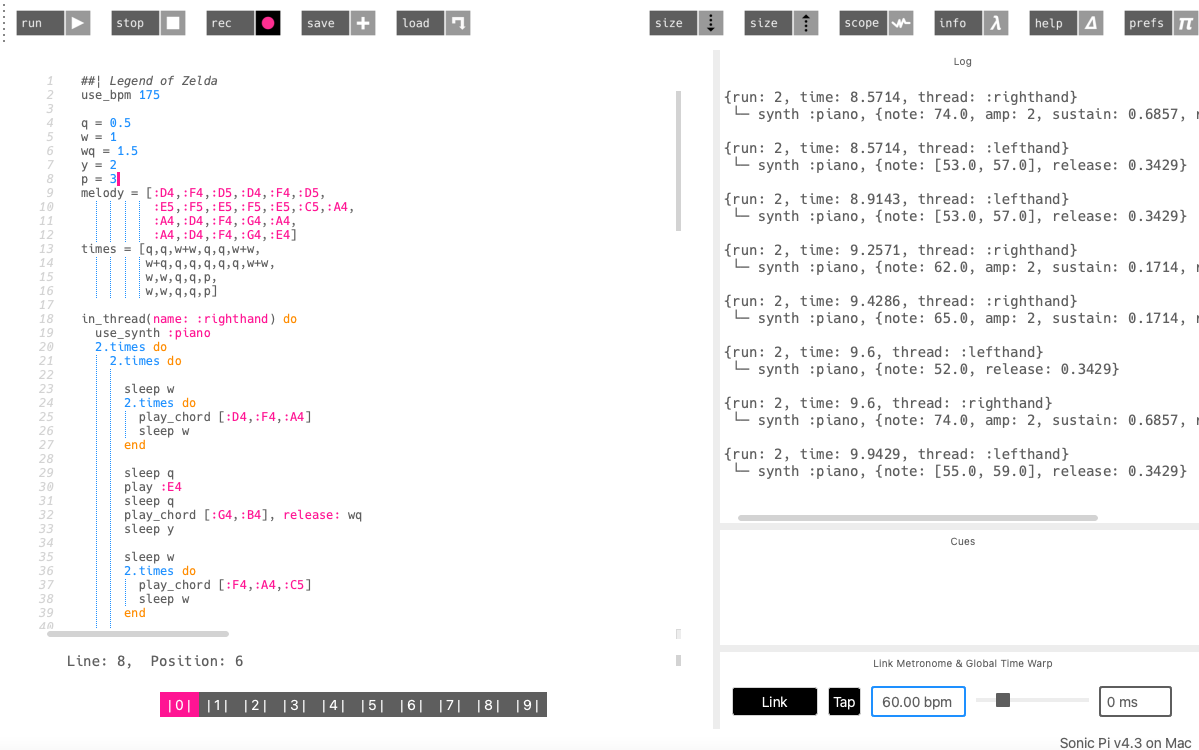 run stop rec save load size size scope info help prefs
1 ##| Legend of Zelda
2 use_bpm 175
3
4 q = 0.5
5 w = 1
6 wq = 1.5
7 y = 2
8 p = 3
9 melody = [:D4,:F4,:D5,:D4,:F4,:D5,
10 :E5,:F5,:E5,:F5,:E5,:C5,:A4,
11 :A4,:D4,:F4,:G4,:A4,
12 :A4,:D4,:F4,:G4,:E4]
13 times = [q,q,w+w,q,q,w+w,
14 w+q,q,q,q,q,q,w+w,
15 w,w,q,q,p,
16 w,w,q,q,p]
17
18 in_thread(name: :righthand) do
19 use_synth :piano
20 2.times do
21 2.times do
22
23 sleep w
24 2.times do
25 play_chord [:D4,:F4,:A4]
26 sleep w
27 end
28
29 sleep q
30 play :E4
31 sleep q
32 play_chord [:G4,:B4], release: wq
33 sleep y
34
35 sleep w
36 2.times do
37 play_chord [:F4,:A4,:C5]
38 sleep w
39 end
40
Line: 8, Position: 6
|0| |1| |2| |3| |4| |5| |6| |7| |8| |9|
Log
{run: 2, time: 8.5714, thread: :righthand}
└─ synth :piano, {note: 74.0, amp: 2, sustain: 0.6857, r
{run: 2, time: 8.5714, thread: :lefthand}
└─ synth :piano, {note: [53.0, 57.0], release: 0.3429}
{run: 2, time: 8.9143, thread: :lefthand}
└─ synth :piano, {note: [53.0, 57.0], release: 0.3429}
{run: 2, time: 9.2571, thread: :righthand}
└─ synth :piano, {note: 62.0, amp: 2, sustain: 0.1714, r
{run: 2, time: 9.4286, thread: :righthand}
└─ synth :piano, {note: 65.0, amp: 2, sustain: 0.1714, r
{run: 2, time: 9.6, thread: :lefthand}
└─ synth :piano, {note: 52.0, release: 0.3429}
{run: 2, time: 9.6, thread: :righthand}
└─ synth :piano, {note: 74.0, amp: 2, sustain: 0.6857, r
{run: 2, time: 9.9429, thread: :lefthand}
└─ synth :piano, {note: [55.0, 59.0], release: 0.3429}
Cues
Link Metronome & Global Time Warp
Link Tap 60.00 bpm 0 ms
Sonic Pi v4.3 on Mac